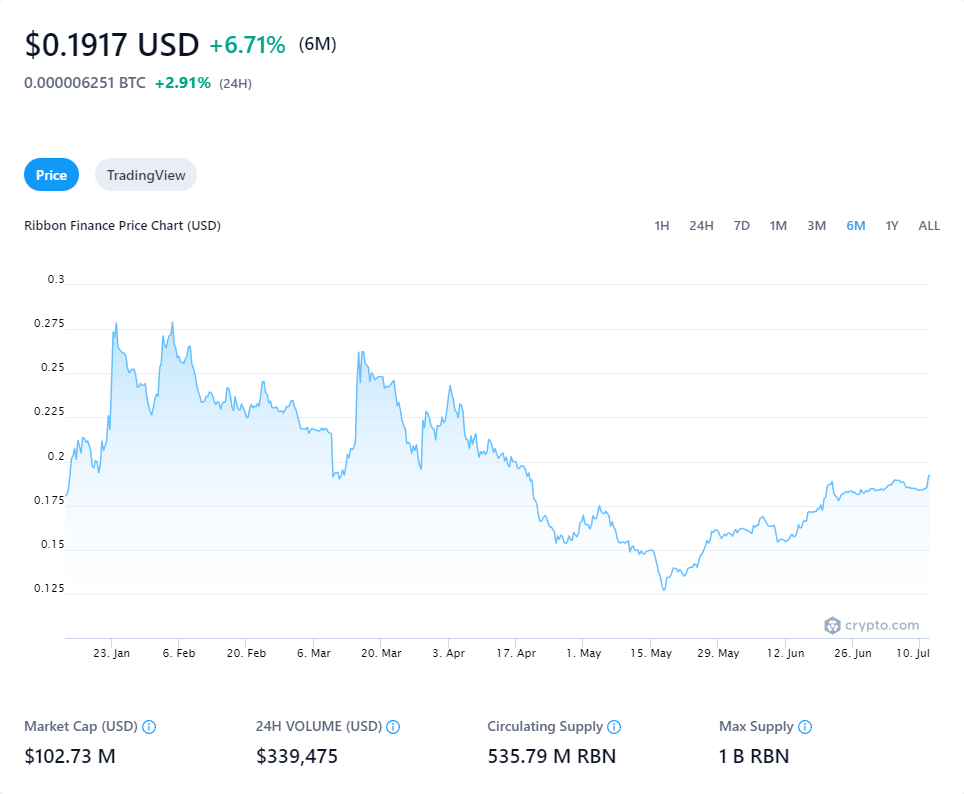 $0.1917 USD +6.71% (6M)
0.000006251 BTC +2.91% (24H)
Price TradingView
Ribbon Finance Price Chart (USD) 1H 24H 7D 1M 3M 6M 1Y ALL
0.3
0.275
0.25
0.225
0.2
0.175
0.15
0.125
crypto.com
23. Jan 6. Feb 20. Feb 6. Mar 20. Mar 3. Apr 17. Apr 1. May 15. May 29. May 12. Jun 26. Jun 10. Jul
Market Cap (USD) 24H VOLUME (USD) Circulating Supply Max Supply
$102.73 M $339,475 535.79 M RBN 1 B RBN